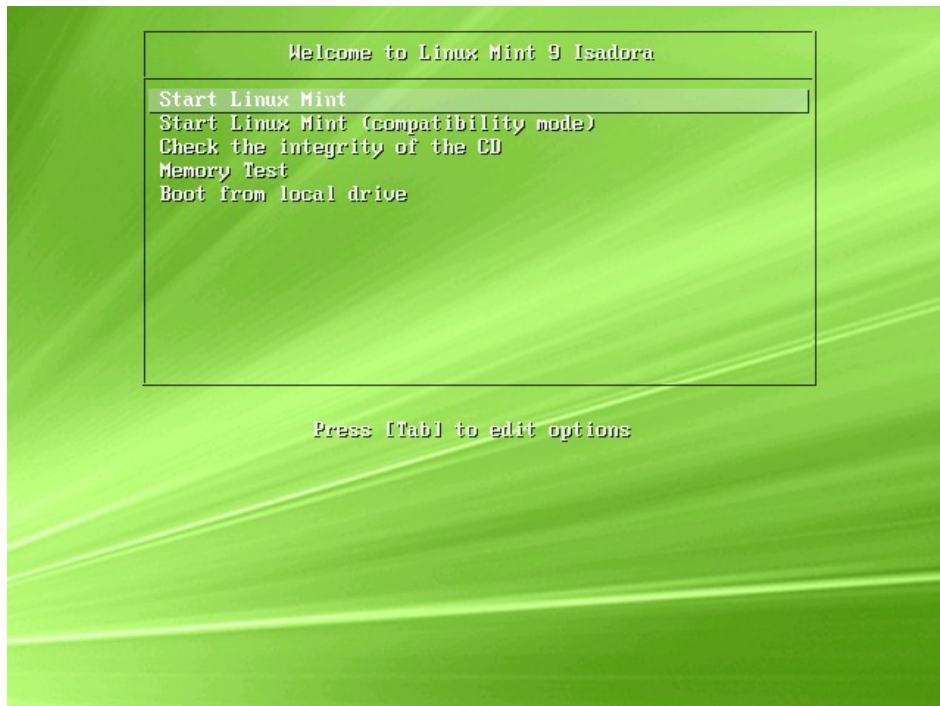 Welcome to Linux Mint 9 Isadora
Start Linux Mint
Start Linux Mint (compatibility mode)
Check the integrity of the CD
Memory Test
Boot from local drive
Press [Tab] to edit options